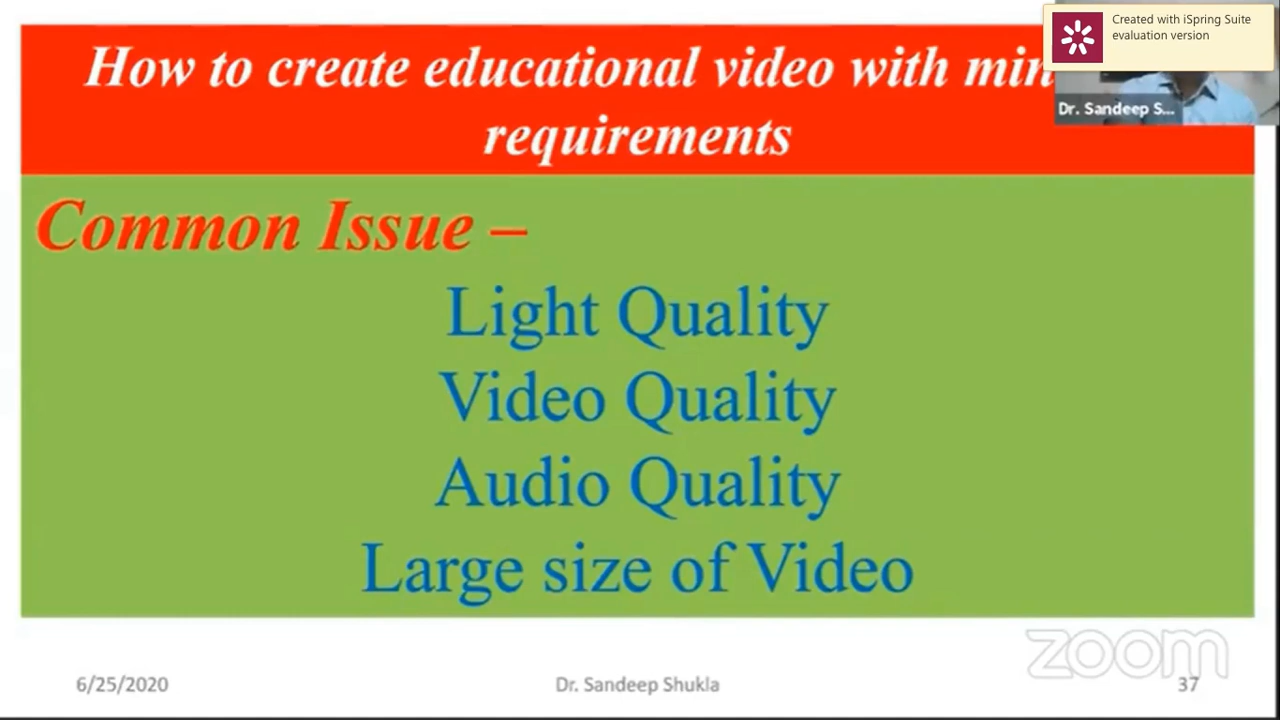 How to create educational video with min
requirements
Created with iSpring Suite
evaluation version
Dr. Sandeep S...
Common Issue –
Light Quality
Video Quality
Audio Quality
Large size of Video
zoom
6/25/2020 Dr. Sandeep Shukla 37